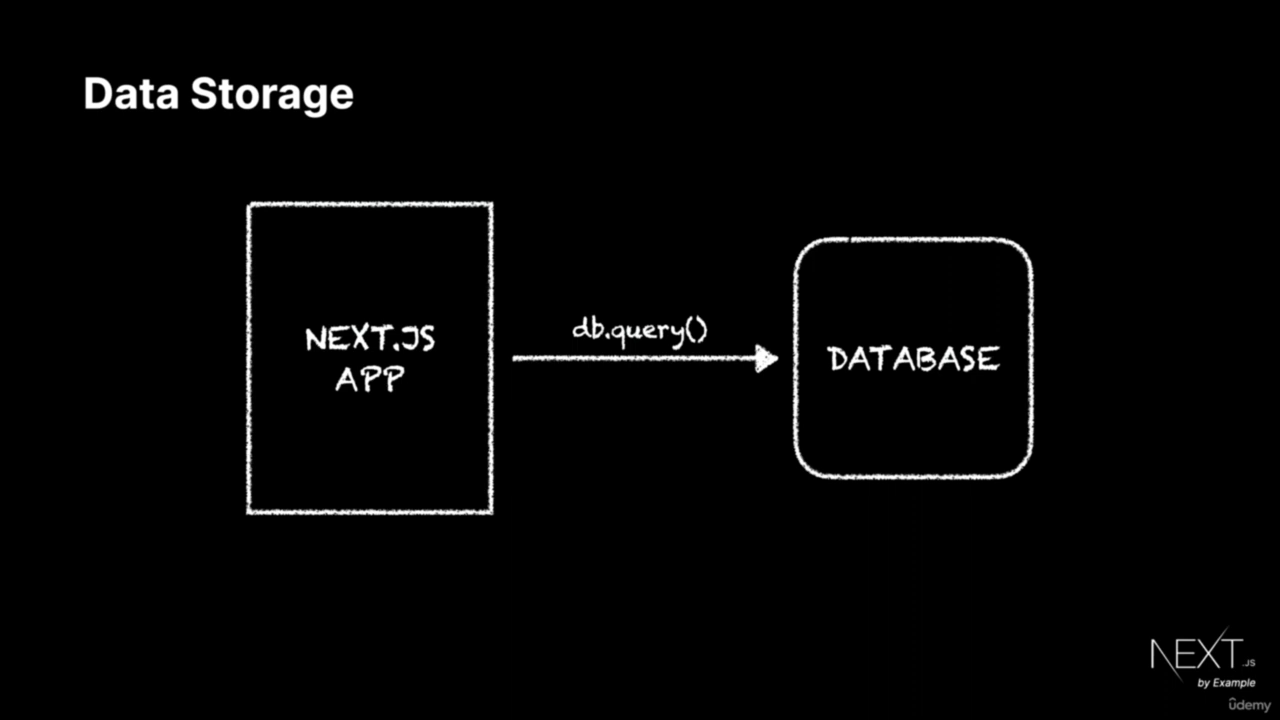 Data Storage
NEXT.JS
APP
db.query()
DATABASE
NEXT.JS
by Example
ûdemy